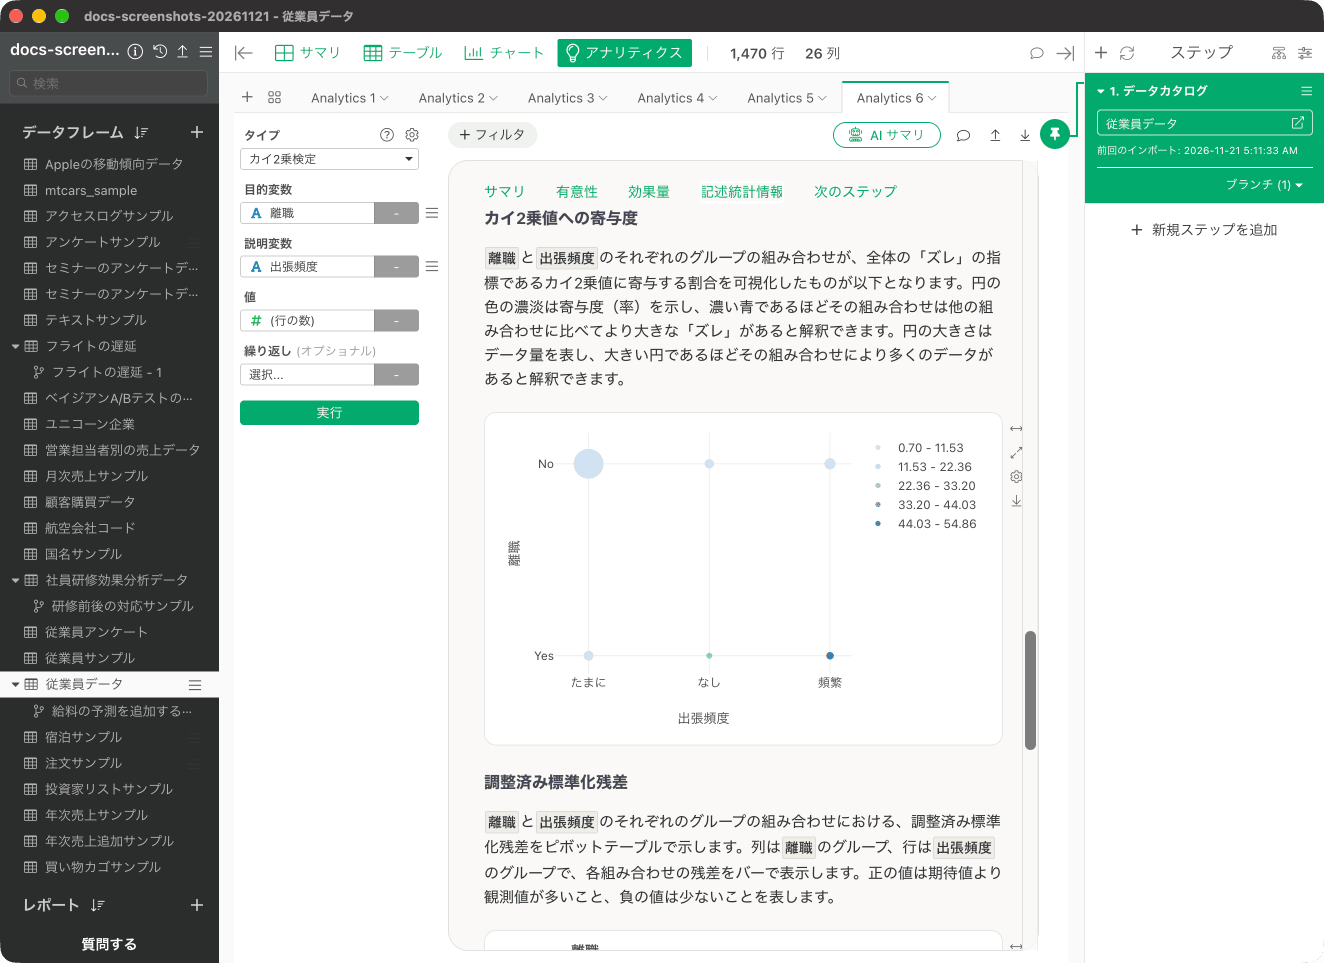 docs-screenshots-20261121 - 従業員データ
docs-screen...
検索
データフレーム
Appleの移動傾向データ
mtcars_sample
アクセスログサンプル
アンケートサンプル
セミナーのアンケートデ...
セミナーのアンケートデ...
テキストサンプル
フライトの遅延
フライトの遅延 - 1
ベイジアンA/Bテストの...
ユニコーン企業
営業担当者別の売上データ
月次売上サンプル
顧客購買データ
航空会社コード
国名サンプル
社員研修効果分析データ
研修前後の対応サンプル
従業員アンケート
従業員サンプル
従業員データ
給料の予測を追加する...
宿泊サンプル
注文サンプル
投資家リストサンプル
年次売上サンプル
年次売上追加サンプル
買い物カゴサンプル
レポート
質問する
サマリ テーブル チャート アナリティクス 1,470 行 26 列
Analytics 1 Analytics 2 Analytics 3 Analytics 4 Analytics 5 Analytics 6
タイプ
カイ2乗検定
目的変数
A 離職 -
説明変数
A 出張頻度 -
値
# (行の数) -
繰り返し (オプショナル)
選択... -
実行
+ フィルタ
AI サマリ
サマリ 有意性 効果量 記述統計情報 次のステップ
カイ2乗値への寄与度
離職 と 出張頻度 のそれぞれのグループの組み合わせが、全体の「ズレ」の指
標であるカイ2乗値に寄与する割合を可視化したものが以下となります。円の
色の濃淡は寄与度（率）を示し、濃い青であるほどその組み合わせは他の組
み合わせに比べてより大きな「ズレ」があると解釈できます。円の大きさは
データ量を表し、大きい円であるほどその組み合わせにより多くのデータが
あると解釈できます。
No
Yes
離職
たまに なし 頻繁
出張頻度
0.70 - 11.53
11.53 - 22.36
22.36 - 33.20
33.20 - 44.03
44.03 - 54.86
調整済み標準化残差
離職 と 出張頻度 のそれぞれのグループの組み合わせにおける、調整済み標準
化残差をピボットテーブルで示します。列は 離職 のグループ、行は 出張頻度
のグループで、各組み合わせの残差をバーで表示します。正の値は期待値より
観測値が多いこと、負の値は少ないことを表します。
離職
ステップ
1. データカタログ
従業員データ
前回のインポート: 2026-11-21 5:11:33 AM
ブランチ (1)
+ 新規ステップを追加